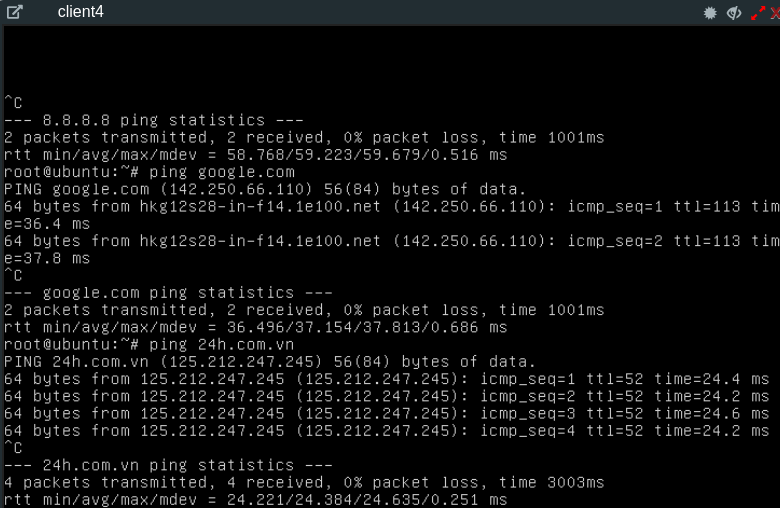 client4
^C
--- 8.8.8.8 ping statistics ---
2 packets transmitted, 2 received, 0% packet loss, time 1001ms
rtt min/avg/max/mdev = 58.768/59.223/59.679/0.516 ms
root@ubuntu:~# ping google.com
PING google.com (142.250.66.110) 56(84) bytes of data.
64 bytes from hkg12s28-in-f14.1e100.net (142.250.66.110): icmp_seq=1 ttl=113 tim
e=36.4 ms
64 bytes from hkg12s28-in-f14.1e100.net (142.250.66.110): icmp_seq=2 ttl=113 tim
e=37.8 ms
^C
--- google.com ping statistics ---
2 packets transmitted, 2 received, 0% packet loss, time 1001ms
rtt min/avg/max/mdev = 36.496/37.154/37.813/0.686 ms
root@ubuntu:~# ping 24h.com.vn
PING 24h.com.vn (125.212.247.245) 56(84) bytes of data.
64 bytes from 125.212.247.245 (125.212.247.245): icmp_seq=1 ttl=52 time=24.4 ms
64 bytes from 125.212.247.245 (125.212.247.245): icmp_seq=2 ttl=52 time=24.2 ms
64 bytes from 125.212.247.245 (125.212.247.245): icmp_seq=3 ttl=52 time=24.6 ms
64 bytes from 125.212.247.245 (125.212.247.245): icmp_seq=4 ttl=52 time=24.2 ms
^C
--- 24h.com.vn ping statistics ---
4 packets transmitted, 4 received, 0% packet loss, time 3003ms
rtt min/avg/max/mdev = 24.221/24.384/24.635/0.251 ms